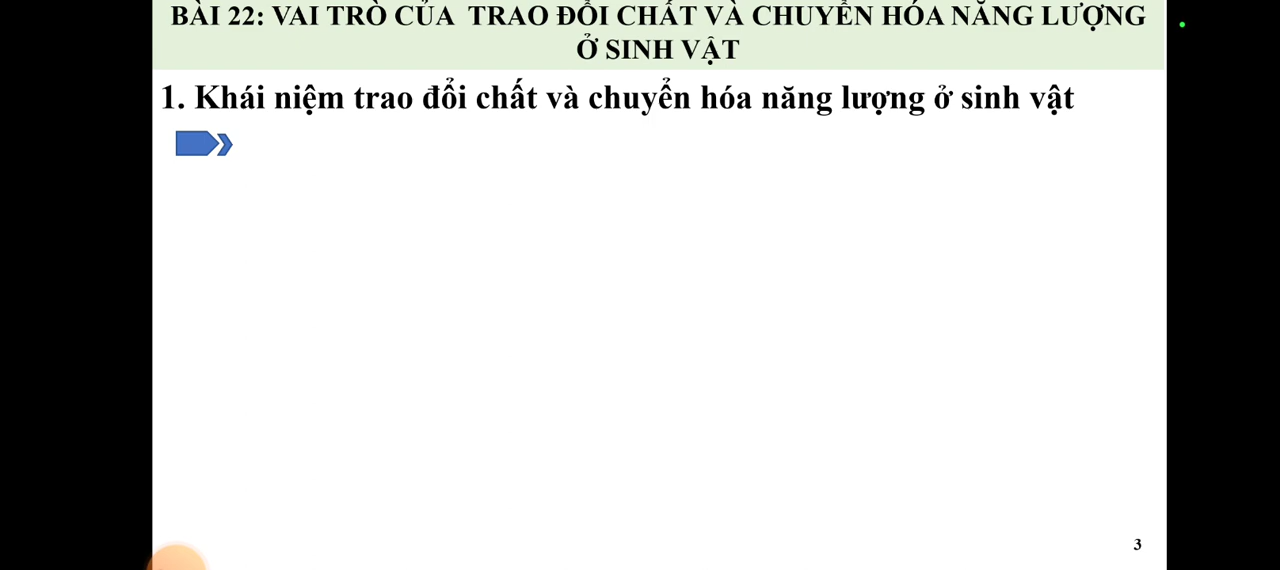 BÀI 22: VAI TRÒ CỦA TRAO ĐỔI CHẤT VÀ CHUYỂN HÓA NĂNG LƯỢNG
Ở SINH VẬT
1. Khái niệm trao đổi chất và chuyển hóa năng lượng ở sinh vật
3